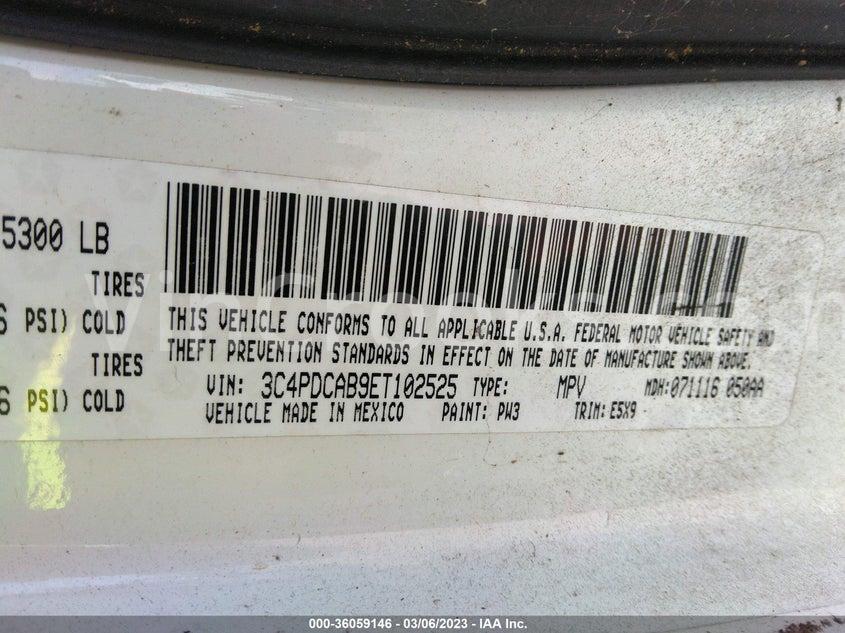 5300 LB
TIRES
6 PSI) COLD
TIRES
6 PSI) COLD
THIS VEHICLE CONFORMS TO ALL APPLICABLE U.S.A. FEDERAL MOTOR VEHICLE SAFETY AND
THEFT PREVENTION STANDARDS IN EFFECT ON THE DATE OF MANUFACTURE SHOWN ABOVE.
VIN: 3C4PDCAB9ET102525 TYPE: MPV MDH:071116 050AA
VEHICLE MADE IN MEXICO PAINT: PW3 TRIM: E5X9
000-36059146 — 03/06/2023 — IAA Inc.